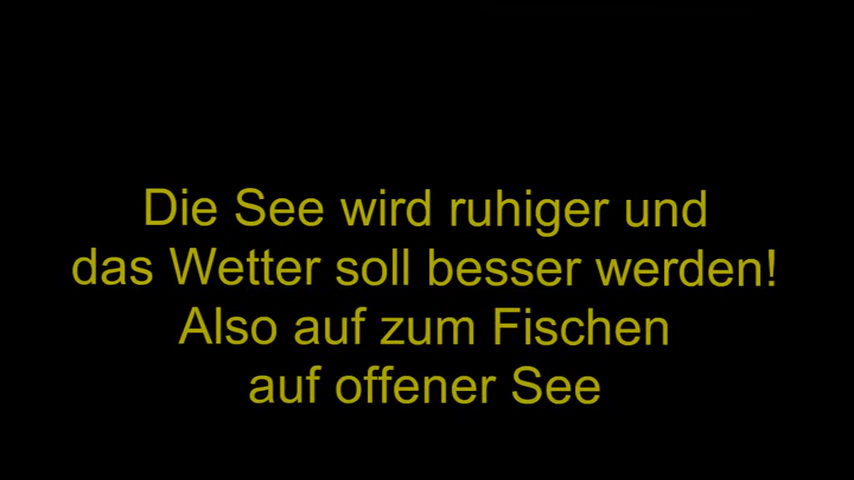 Die See wird ruhiger und
das Wetter soll besser werden!
Also auf zum Fischen
auf offener See